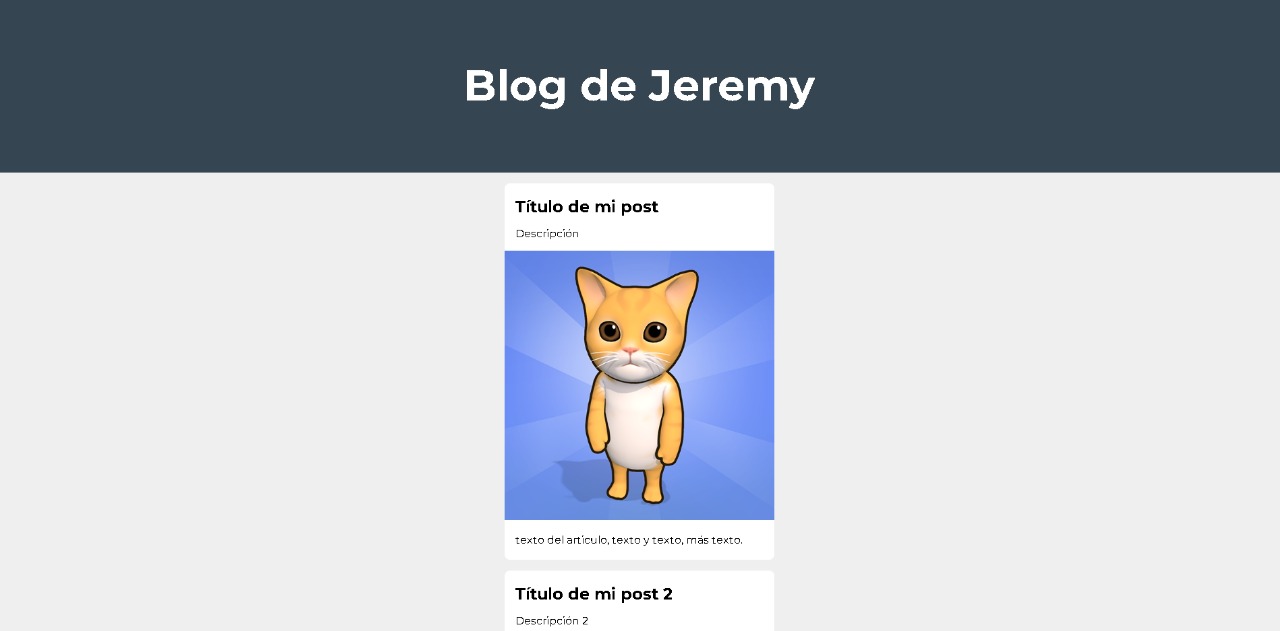 Blog de Jeremy
Título de mi post
Descripción
texto del artículo, texto y texto, más texto.
Título de mi post 2
Descripción 2